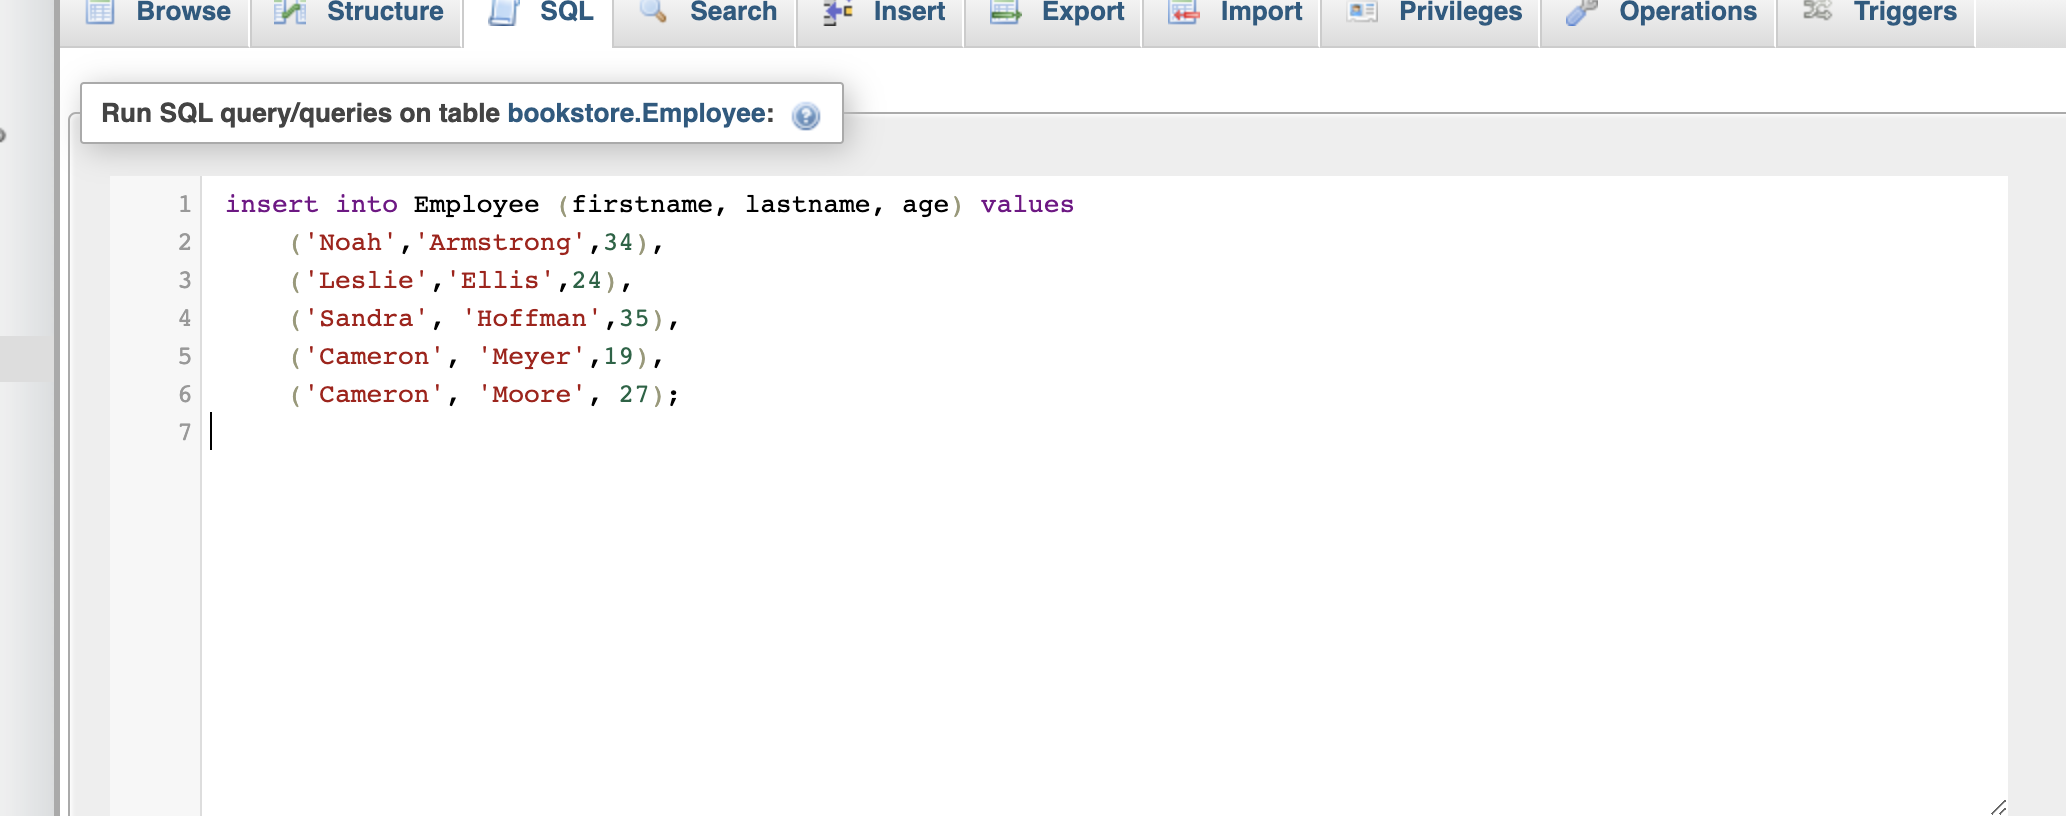 Browse Structure SQL Search Insert Export Import Privileges Operations Triggers
Run SQL query/queries on table bookstore.Employee:
1 insert into Employee (firstname, lastname, age) values
2 ('Noah','Armstrong',34),
3 ('Leslie','Ellis',24),
4 ('Sandra', 'Hoffman',35),
5 ('Cameron', 'Meyer',19),
6 ('Cameron', 'Moore', 27);
7